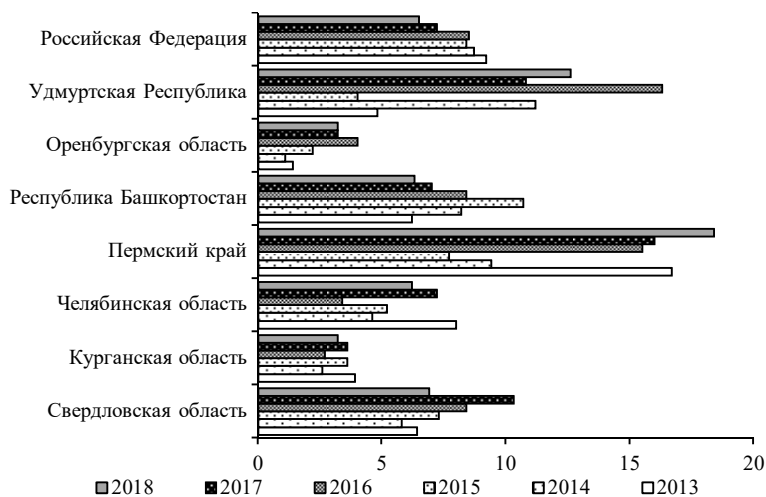 Российская Федерация
Удмуртская Республика
Оренбургская область
Республика Башкортостан
Пермский край
Челябинская область
Курганская область
Свердловская область
0 5 10 15 20
2018 2017 2016 2015 2014 2013